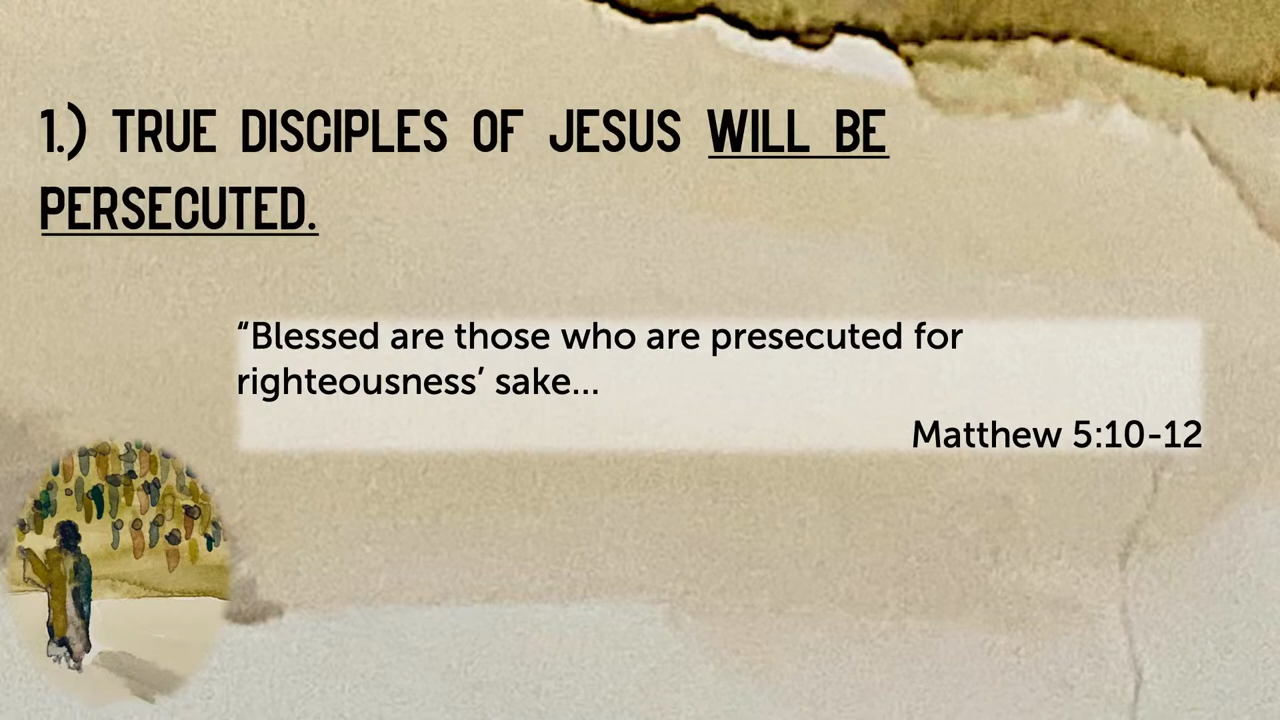 1.) TRUE DISCIPLES OF JESUS WILL BE
PERSECUTED.
“Blessed are those who are presecuted for
righteousness’ sake...
Matthew 5:10-12